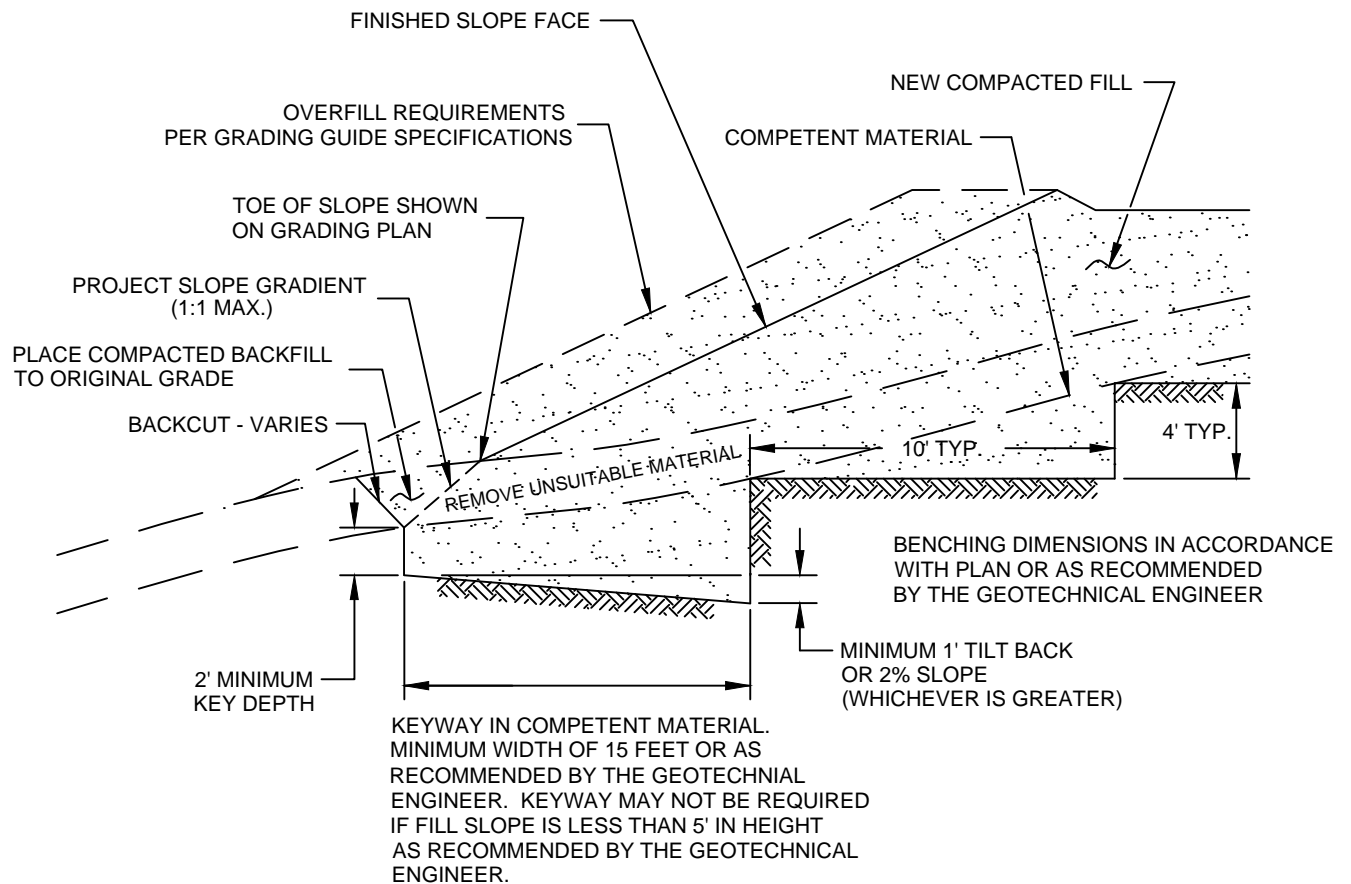 FINISHED SLOPE FACE
NEW COMPACTED FILL
OVERFILL REQUIREMENTS
PER GRADING GUIDE SPECIFICATIONS
COMPETENT MATERIAL
TOE OF SLOPE SHOWN
ON GRADING PLAN
PROJECT SLOPE GRADIENT
(1:1 MAX.)
PLACE COMPACTED BACKFILL
TO ORIGINAL GRADE
BACKCUT - VARIES
4' TYP.
10' TYP.
REMOVE UNSUITABLE MATERIAL
BENCHING DIMENSIONS IN ACCORDANCE
WITH PLAN OR AS RECOMMENDED
BY THE GEOTECHNICAL ENGINEER
MINIMUM 1' TILT BACK
OR 2% SLOPE
(WHICHEVER IS GREATER)
2' MINIMUM
KEY DEPTH
KEYWAY IN COMPETENT MATERIAL.
MINIMUM WIDTH OF 15 FEET OR AS
RECOMMENDED BY THE GEOTECHNIAL
ENGINEER.  KEYWAY MAY NOT BE REQUIRED
IF FILL SLOPE IS LESS THAN 5' IN HEIGHT
AS RECOMMENDED BY THE GEOTECHNICAL
ENGINEER.